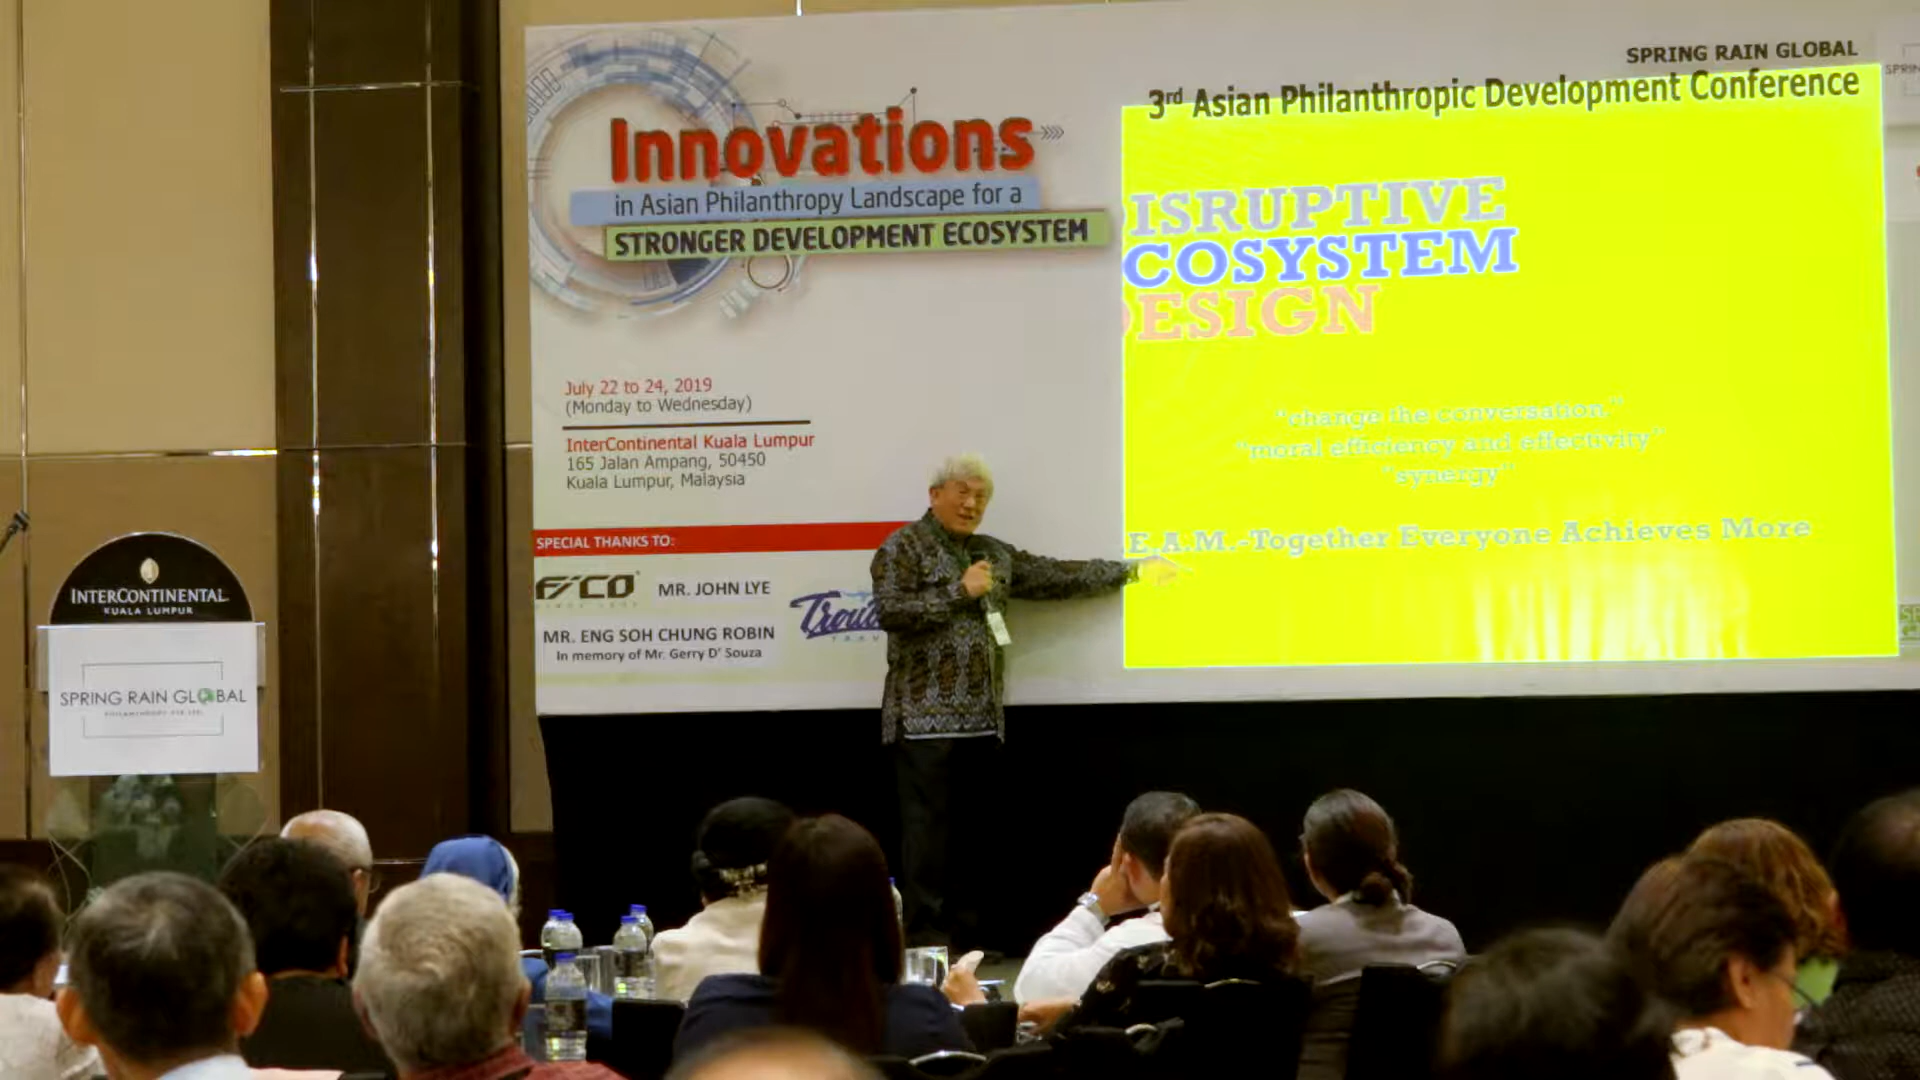 SPRING RAIN GLOBAL
3rd Asian Philanthropic Development Conference
Innovations
in Asian Philanthropy Landscape for a
STRONGER DEVELOPMENT ECOSYSTEM
July 22 to 24, 2019
(Monday to Wednesday)
InterContinental Kuala Lumpur
165 Jalan Ampang, 50450
Kuala Lumpur, Malaysia
SPECIAL THANKS TO:
FICO
MR. JOHN LYE
MR. ENG SOH CHUNG ROBIN
In memory of Mr. Gerry D' Souza
ISRUPTIVE
COSYSTEM
DESIGN
"change the conversation."
"moral efficiency and effectivity"
"synergy"
E.A.M.-Together Everyone Achieves More
INTERCONTINENTAL
KUALA LUMPUR
SPRING RAIN GLOBAL